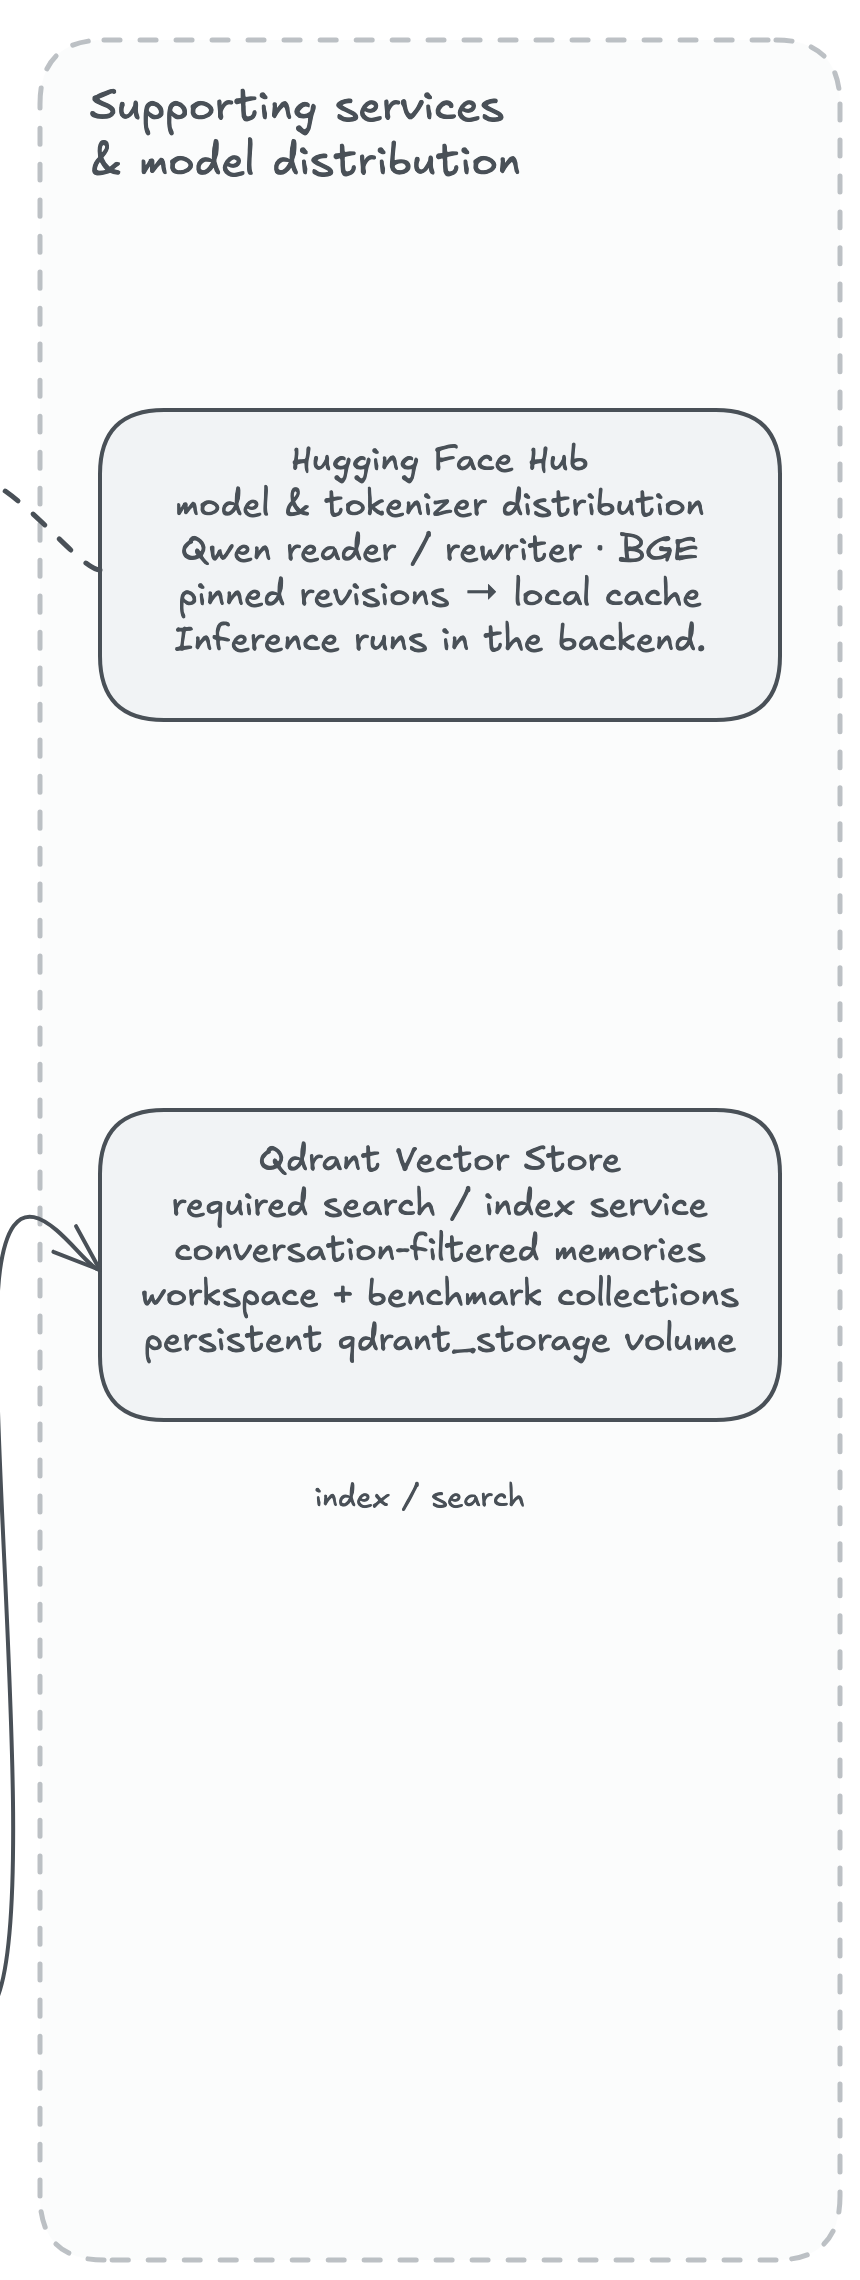 Supporting services
& model distribution
Hugging Face Hub
model & tokenizer distribution
Qwen reader / rewriter · BGE
pinned revisions → local cache
Inference runs in the backend.
Qdrant Vector Store
required search / index service
conversation-filtered memories
workspace + benchmark collections
persistent qdrant_storage volume
index / search